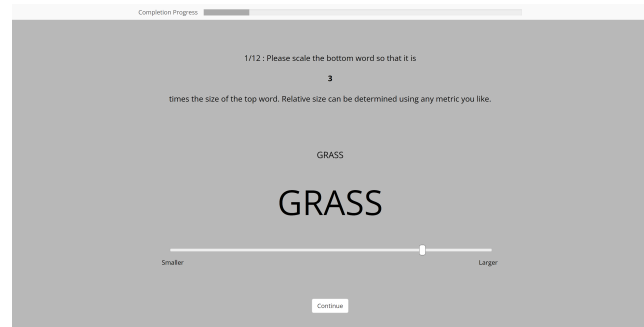 Completion Progress
1/12 : Please scale the bottom word so that it is
3
times the size of the top word. Relative size can be determined using any metric you like.
GRASS
GRASS
Smaller Larger
Continue